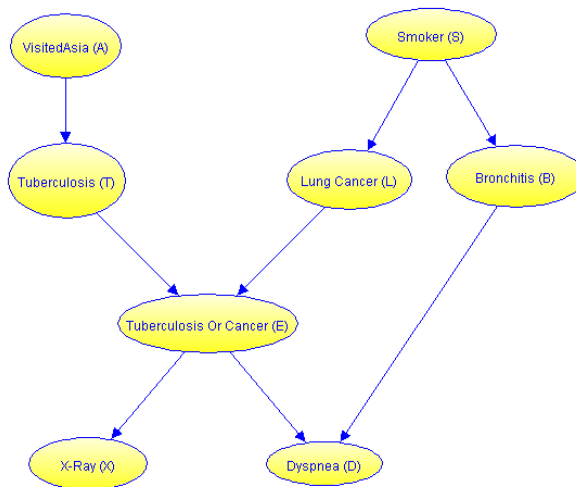 Smoker (S)
VisitedAsia (A)
Tuberculosis (T)
Lung Cancer (L)
Bronchitis (B)
Tuberculosis Or Cancer (E)
X-Ray (X)
Dyspnea (D)